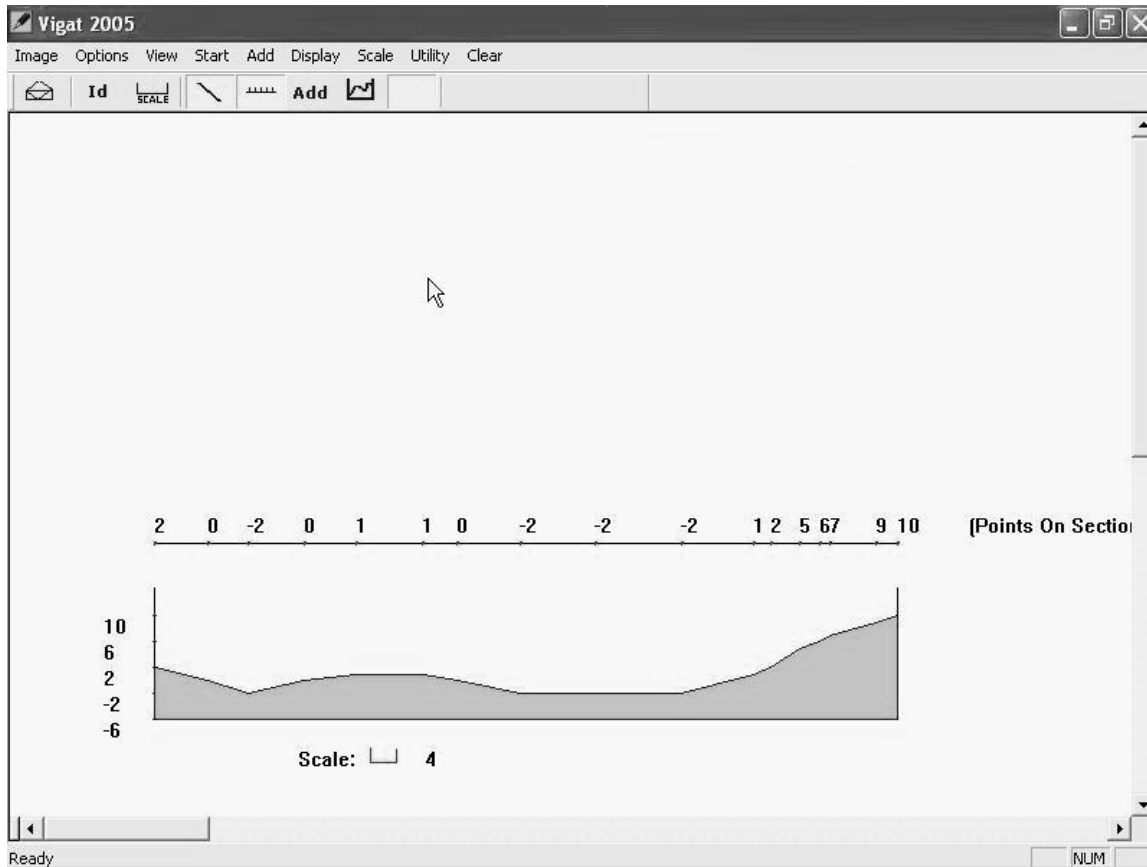 Vigat 2005
Image Options View Start Add Display Scale Utility Clear
Id SCALE Add
2 0 -2 0 1 1 0 -2 -2 -2 1 2 5 67 9 10 (Points On Section
10
6
2
-2
-6
Scale: 4
Ready NUM